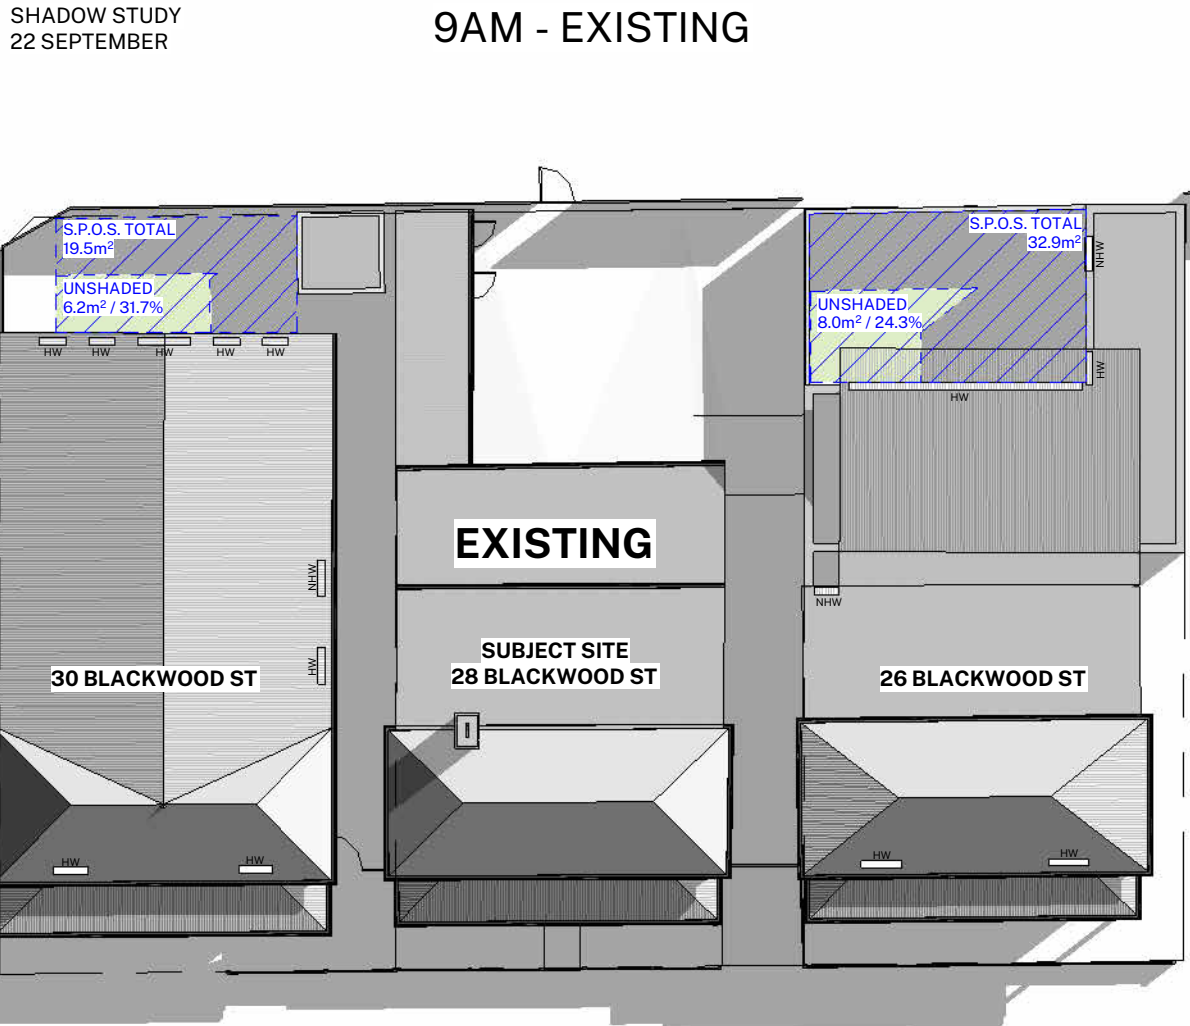 SHADOW STUDY
22 SEPTEMBER
9AM - EXISTING
S.P.O.S. TOTAL
19.5m²
UNSHADED
6.2m² / 31.7%
S.P.O.S. TOTAL
32.9m²
NHW
UNSHADED
8.0m² / 24.3%
HW
HW
HW
HW
HW
HW
HW
EXISTING
NHW
NHW
HW
30 BLACKWOOD ST
SUBJECT SITE
28 BLACKWOOD ST
26 BLACKWOOD ST
HW
HW
HW
HW